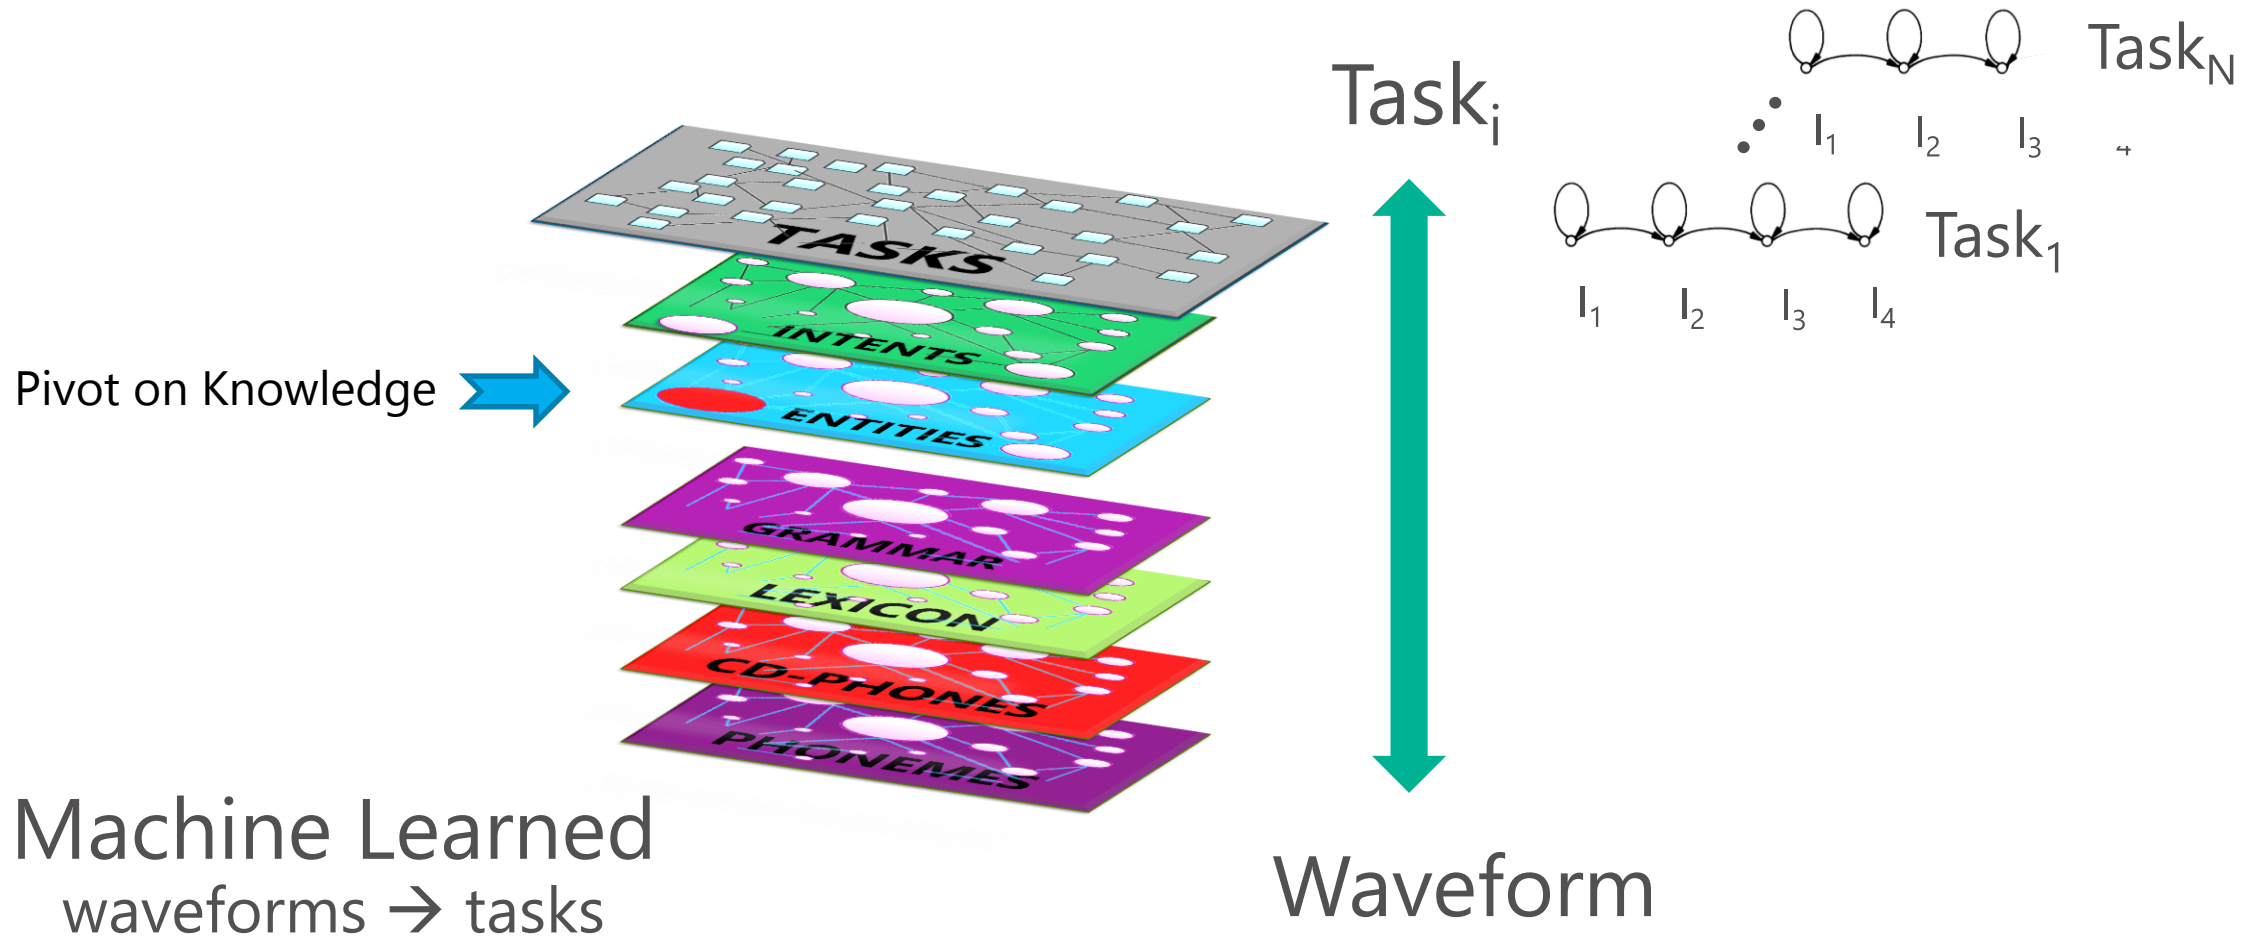 Task_N
I_1 I_2 I_3 4
Task_i
Task_1
I_1 I_2 I_3 I_4
TASKS
INTENTS
Pivot on Knowledge
ENTITIES
GRAMMAR
LEXICON
CD-PHONES
PHONEMES
Machine Learned
waveforms → tasks
Waveform